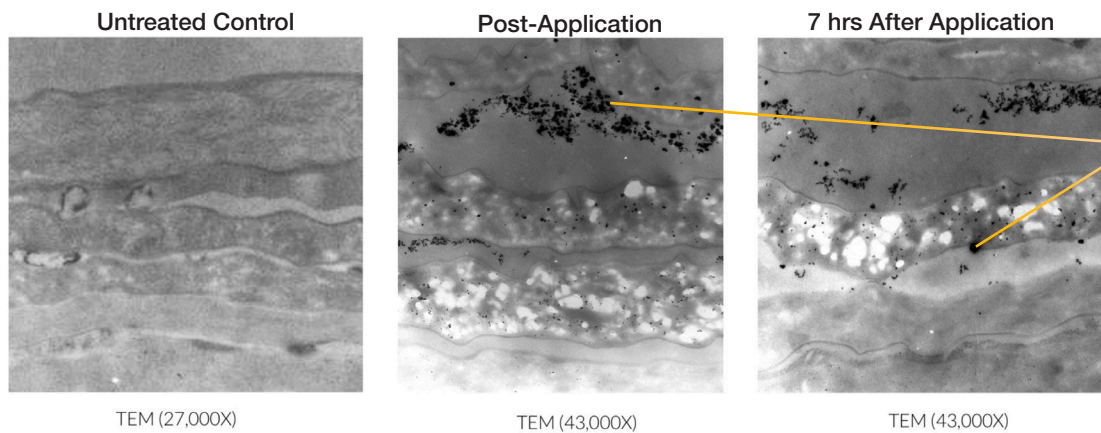 Untreated Control
Post-Application
7 hrs After Application
TEM (27,000X)
TEM (43,000X)
TEM (43,000X)